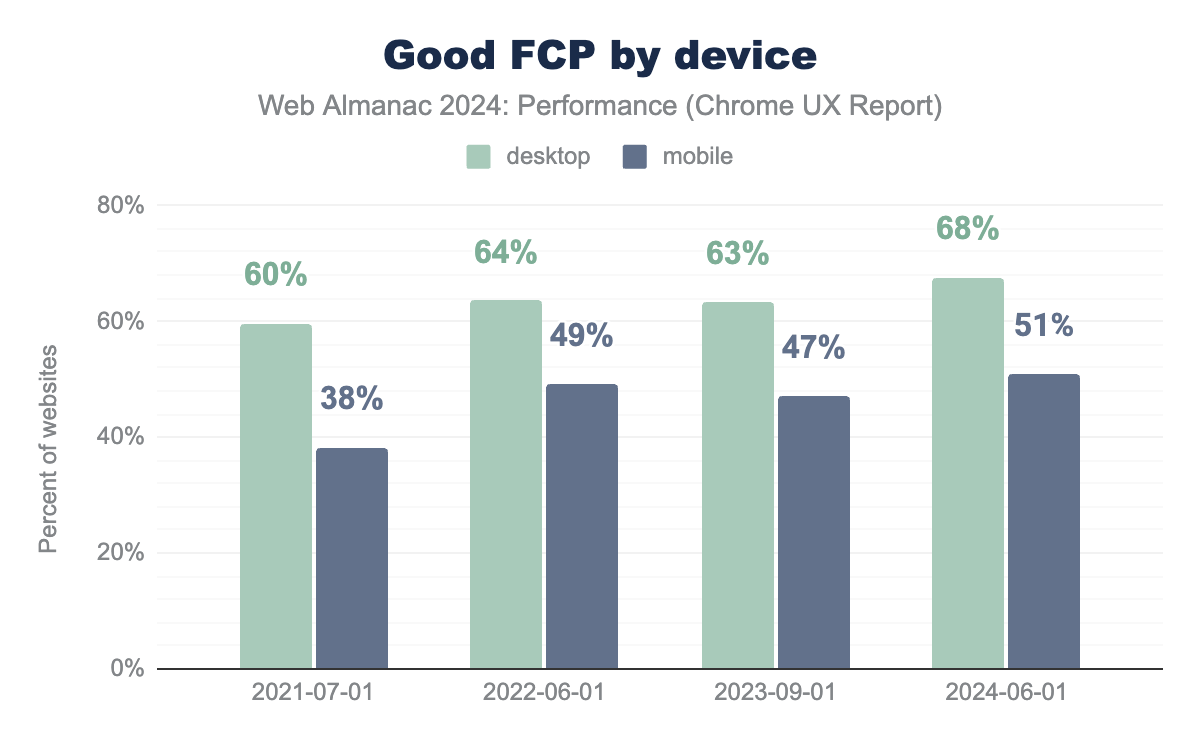 Good FCP by device
Web Almanac 2024: Performance (Chrome UX Report)
desktop mobile
80%
60%
40%
20%
0%
Percent of websites
60%
38%
64%
49%
63%
47%
68%
51%
2021-07-01 2022-06-01 2023-09-01 2024-06-01